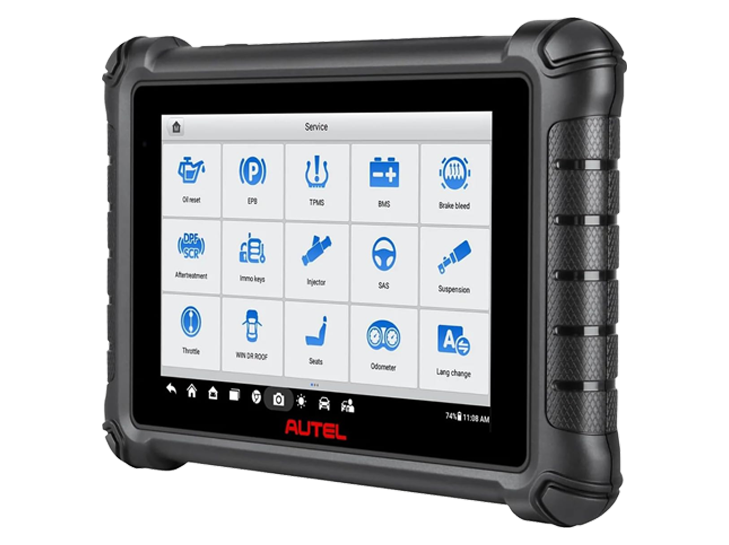 Service
Oil reset
EPB
TPMS
BMS
Brake bleed
DPF
SCR
Aftertreatment
Immo keys
Injector
SAS
Suspension
Throttle
WIN DR ROOF
Seats
Odometer
Lang change
74% 11:08 AM
AUTEL